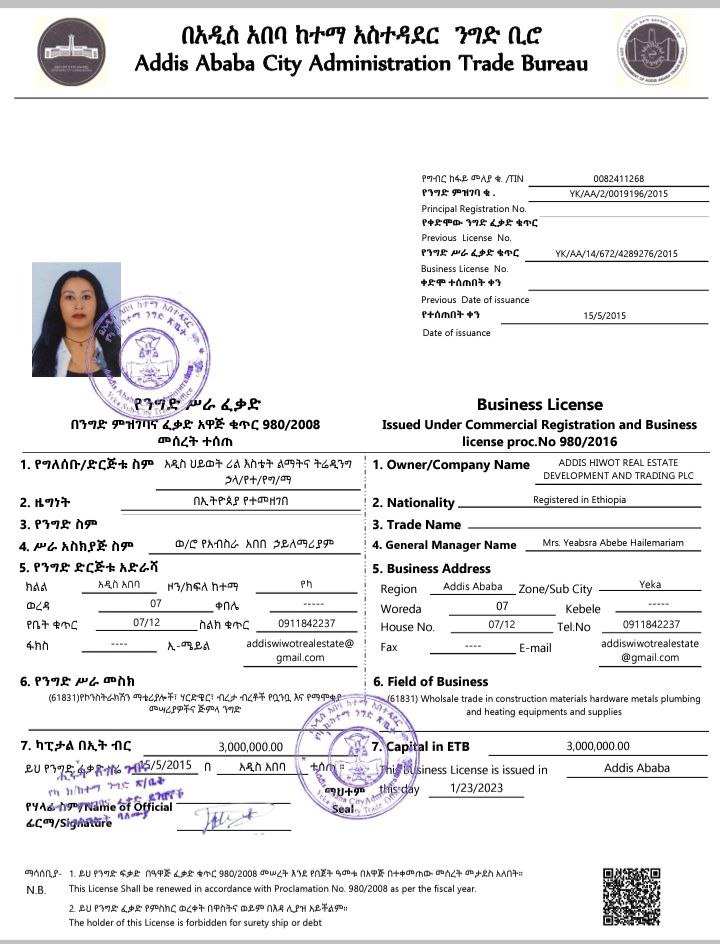 በአዲስ አበባ ከተማ አስተዳደር ንግድ ቢሮ
Addis Ababa City Administration Trade Bureau
የግብር ከፋይ መለያ ቁ. /TIN 0082411268
የንግድ ምዝገባ ቁ . YK/AA/2/0019196/2015
Principal Registration No.
የቀድሞው ንግድ ፈቃድ ቁጥር
Previous License No.
የንግድ ሥራ ፈቃድ ቁጥር YK/AA/14/672/4289276/2015
Business License No.
ቀድሞ ተሰጠበት ቀን
Previous Date of issuance
የተሰጠበት ቀን 15/5/2015
Date of issuance
የንግድ ሥራ ፈቃድ
በንግድ ምዝገባና ፈቃድ አዋጅ ቁጥር 980/2008
መሰረት ተሰጠ
Business License
Issued Under Commercial Registration and Business
license proc.No 980/2016
1. የግለሰቡ/ድርጅቱ ስም አዲስ ህይወት ሪል እስቴት ልማትና ትሬዲንግ
ኃላ/የተ/የግ/ማ
2. ዜግነት በኢትዮጵያ የተመዘገበ
3. የንግድ ስም
4. ሥራ አስኪያጅ ስም ወ/ሮ የአብስራ አበበ ኃይለማሪያም
5. የንግድ ድርጅቱ አድራሻ
ክልል አዲስ አበባ ዞን/ክፍለ ከተማ የካ
ወረዳ 07 ቀበሌ -----
የቤት ቁጥር 07/12 ስልክ ቁጥር 0911842237
ፋክስ ---- ኢ-ሜይል addiswiwotrealestate@
gmail.com
6. የንግድ ሥራ መስክ
(61831)የኮንስትራክሽን ማቴሪያሎች፣ ሃርድዌር፣ ብረታ ብረቶች የቧንቧ እና የማሞቂያ
መሣሪያዎችና ጅምላ ንግድ
7. ካፒታል በኢት ብር 3,000,000.00
ይህ የንግድ ፈቃድ ዛሬ 15/5/2015 በ አዲስ አበባ ተሰጠ ።
የሃላፊ ስም/Name of Official
ፊርማ/Signature
ማህተም
Seal
1. Owner/Company Name ADDIS HIWOT REAL ESTATE
DEVELOPMENT AND TRADING PLC
2. Nationality Registered in Ethiopia
3. Trade Name
4. General Manager Name Mrs. Yeabsra Abebe Hailemariam
5. Business Address
Region Addis Ababa Zone/Sub City Yeka
Woreda 07 Kebele -----
House No. 07/12 Tel.No 0911842237
Fax ---- E-mail addiswiwotrealestate
@gmail.com
6. Field of Business
(61831) Wholsale trade in construction materials hardware metals plumbing
and heating equipments and supplies
7. Capital in ETB 3,000,000.00
This Business License is issued in Addis Ababa
this day 1/23/2023
ማሳሰቢያ- 1. ይህ የንግድ ፍቃድ በዓዋጅ ፈቃድ ቁጥር 980/2008 መሠረት እንደ የበጀት ዓመቱ በአዋጅ በተቀመጠው መሰረት መታደስ አለበት።
N.B. This License Shall be renewed in accordance with Proclamation No. 980/2008 as per the fiscal year.
2. ይህ የንግድ ፈቃድ የምስክር ወረቀት በዋስትና ወይም በእዳ ሊያዝ አይችልም።
The holder of this License is forbidden for surety ship or debt